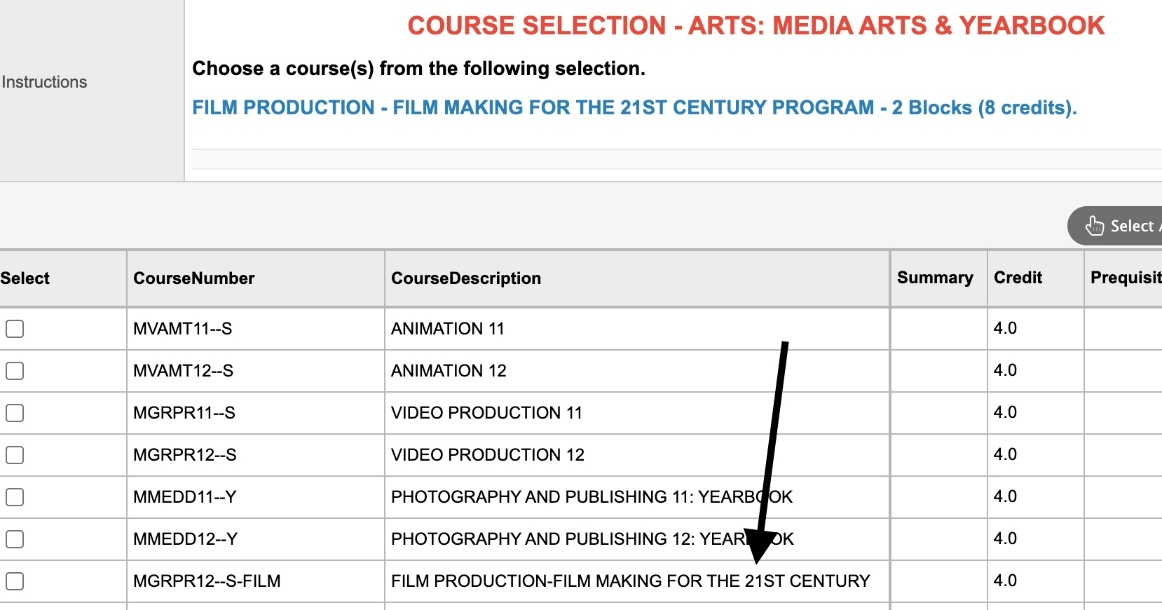 COURSE SELECTION - ARTS: MEDIA ARTS & YEARBOOK
Instructions
Choose a course(s) from the following selection.
FILM PRODUCTION - FILM MAKING FOR THE 21ST CENTURY PROGRAM - 2 Blocks (8 credits).
Select
Select CourseNumber CourseDescription Summary Credit
MVAMT11--S ANIMATION 11 4.0
MVAMT12--S ANIMATION 12 4.0
MGRPR11--S VIDEO PRODUCTION 11 4.0
MGRPR12--S VIDEO PRODUCTION 12 4.0
MMEDD11--Y PHOTOGRAPHY AND PUBLISHING 11: YEARBOOK 4.0
MMEDD12--Y PHOTOGRAPHY AND PUBLISHING 12: YEARBOOK 4.0
MGRPR12--S-FILM FILM PRODUCTION-FILM MAKING FOR THE 21ST CENTURY 4.0